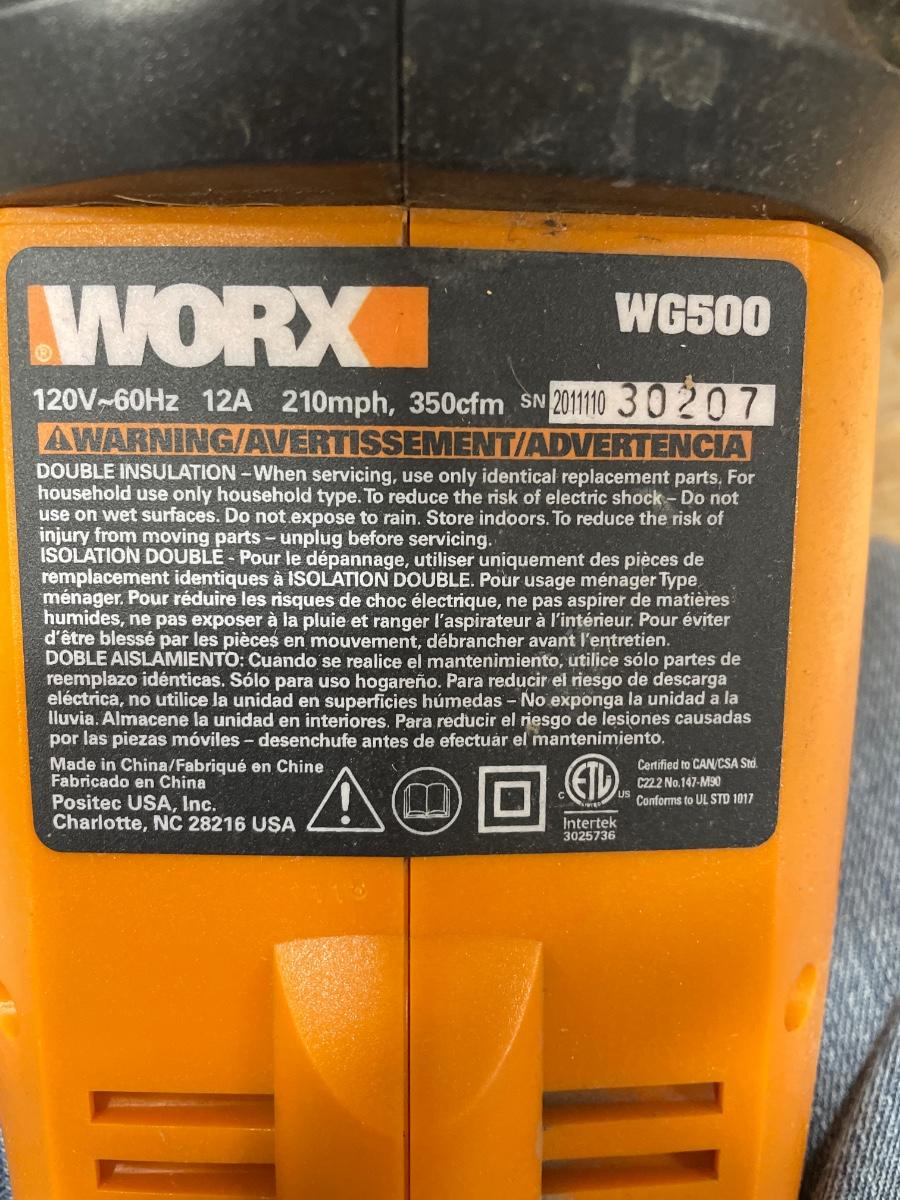 WORX
®
WG500
120V~60Hz 12A 210mph, 350cfm SN 2011110 30207
WARNING/AVERTISSEMENT/ADVERTENCIA
DOUBLE INSULATION – When servicing, use only identical replacement parts. For
household use only household type. To reduce the risk of electric shock – Do not
use on wet surfaces. Do not expose to rain. Store indoors. To reduce the risk of
injury from moving parts – unplug before servicing.
ISOLATION DOUBLE - Pour le dépannage, utiliser uniquement des pièces de
remplacement identiques à ISOLATION DOUBLE. Pour usage ménager Type
ménager. Pour réduire les risques de choc électrique, ne pas aspirer de matières
humides, ne pas exposer à la pluie et ranger l'aspirateur à l'intérieur. Pour éviter
d'être blessé par les pièces en mouvement, débrancher avant l'entretien.
DOBLE AISLAMIENTO: Cuando se realice el mantenimiento, utilice sólo partes de
reemplazo idénticas. Sólo para uso hogareño. Para reducir el riesgo de descarga
eléctrica, no utilice la unidad en superficies húmedas – No exponga la unidad a la
lluvia. Almacene la unidad en interiores. Para reducir el riesgo de lesiones causadas
por las piezas móviles – desenchufe antes de efectuar el mantenimiento.
Made in China/Fabriqué en Chine
Fabricado en China
Positec USA, Inc.
Charlotte, NC 28216 USA
C ETL US
LISTED
Intertek
3025736
Certified to CAN/CSA Std.
C22.2 No.147-M90
Conforms to UL STD 1017